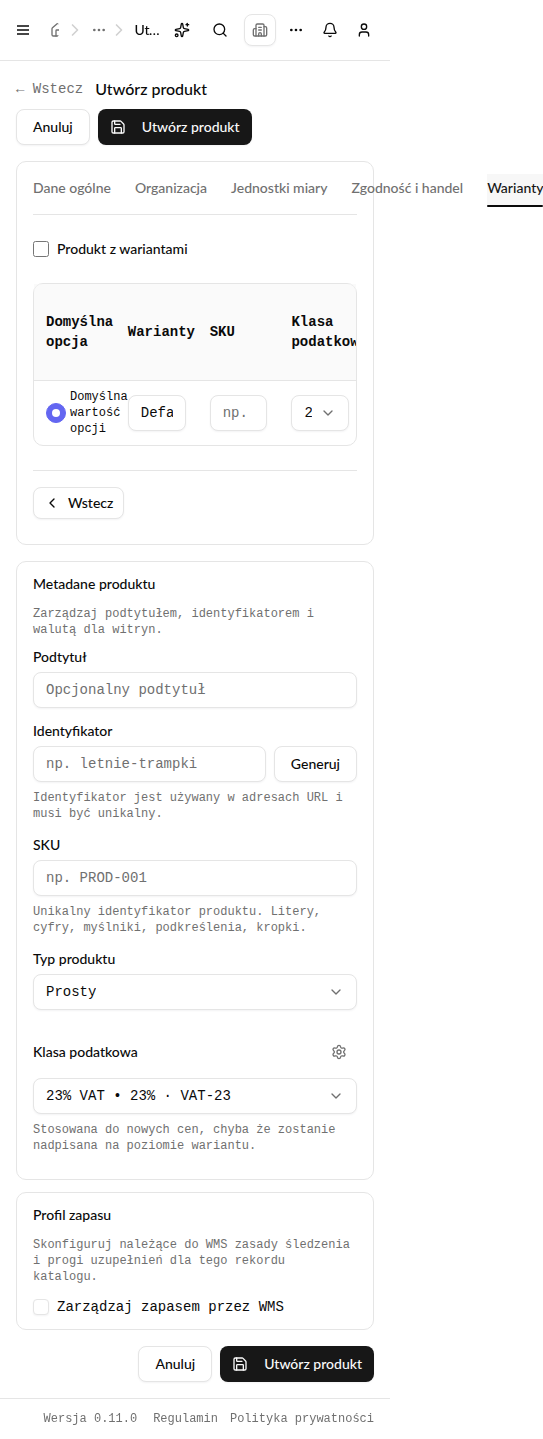 Ut...
← Wstecz Utwórz produkt
Anuluj Utwórz produkt
Dane ogólne Organizacja Jednostki miary Zgodność i handel Warianty
Produkt z wariantami
Domyślna opcja Warianty SKU Klasa podatkow
Domyślna wartość opcji Defa np. 2
Wstecz
Metadane produktu
Zarządzaj podtytułem, identyfikatorem i
walutą dla witryn.
Podtytuł
Opcjonalny podtytuł
Identyfikator
np. letnie-trampki Generuj
Identyfikator jest używany w adresach URL i
musi być unikalny.
SKU
np. PROD-001
Unikalny identyfikator produktu. Litery,
cyfry, myślniki, podkreślenia, kropki.
Typ produktu
Prosty
Klasa podatkowa
23% VAT • 23% · VAT-23
Stosowana do nowych cen, chyba że zostanie
nadpisana na poziomie wariantu.
Profil zapasu
Skonfiguruj należące do WMS zasady śledzenia
i progi uzupełnień dla tego rekordu
katalogu.
Zarządzaj zapasem przez WMS
Anuluj Utwórz produkt
Wersja 0.11.0 Regulamin Polityka prywatności